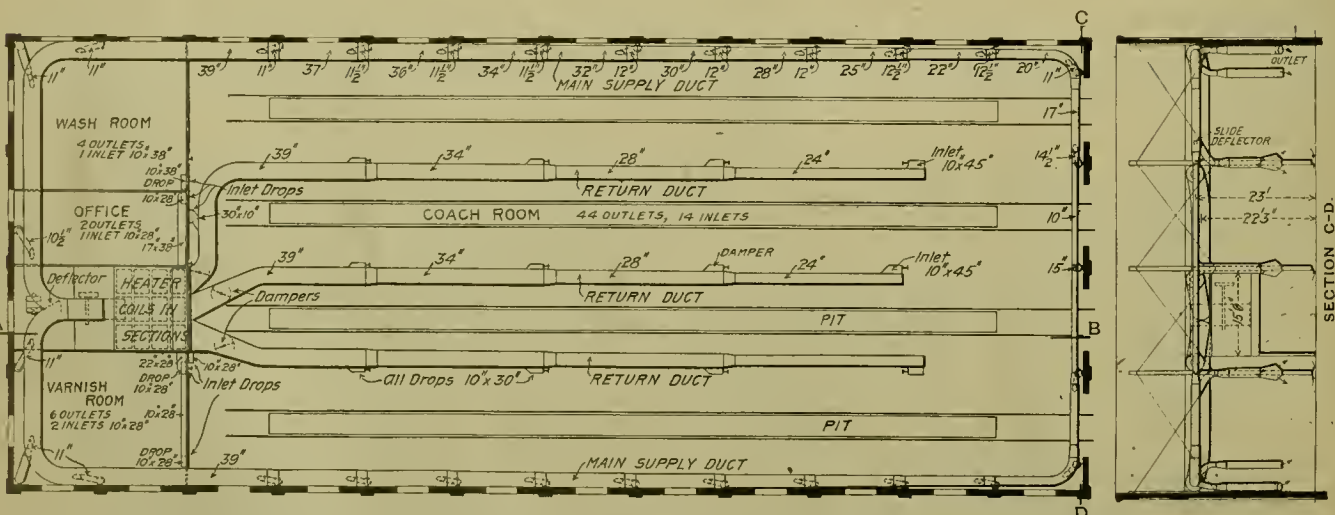 C
39"
11"
37"
11½"
36"
11½"
34"
11½"
32"
12"
30"
12"
28"
12"
25"
12½"
22"
12½"
20"
11"
11"
11"
MAIN SUPPLY DUCT
17"
OUTLET
WASH ROOM
4 OUTLETS
1 INLET 10"x38"
10"x38"
DROP
10"x28"
Inlet Drops
39"
34"
28"
24"
Inlet
10"x45"
RETURN DUCT
14½"
SLIDE
DEFLECTOR
OFFICE
2 OUTLETS
1 INLET 10"x28"
17"x38"
30"x10"
COACH ROOM 44 OUTLETS, 14 INLETS
10"
23'
22'3"
10½"
Deflector
HEATER
COILS IN
SECTIONS
Dampers
39"
34"
28"
DAMPER
24"
Inlet
10"x45"
RETURN DUCT
15"
PIT
B
SECTION C-D.
11"
22"x28"
DROP
10"x28"
10"x28"
Inlet Drops
All Drops 10"x30"
RETURN DUCT
VARNISH
ROOM
6 OUTLETS
2 INLETS 10"x28"
10"x28"
DROP
10"x28"
PIT
11"
39"
MAIN SUPPLY DUCT
D